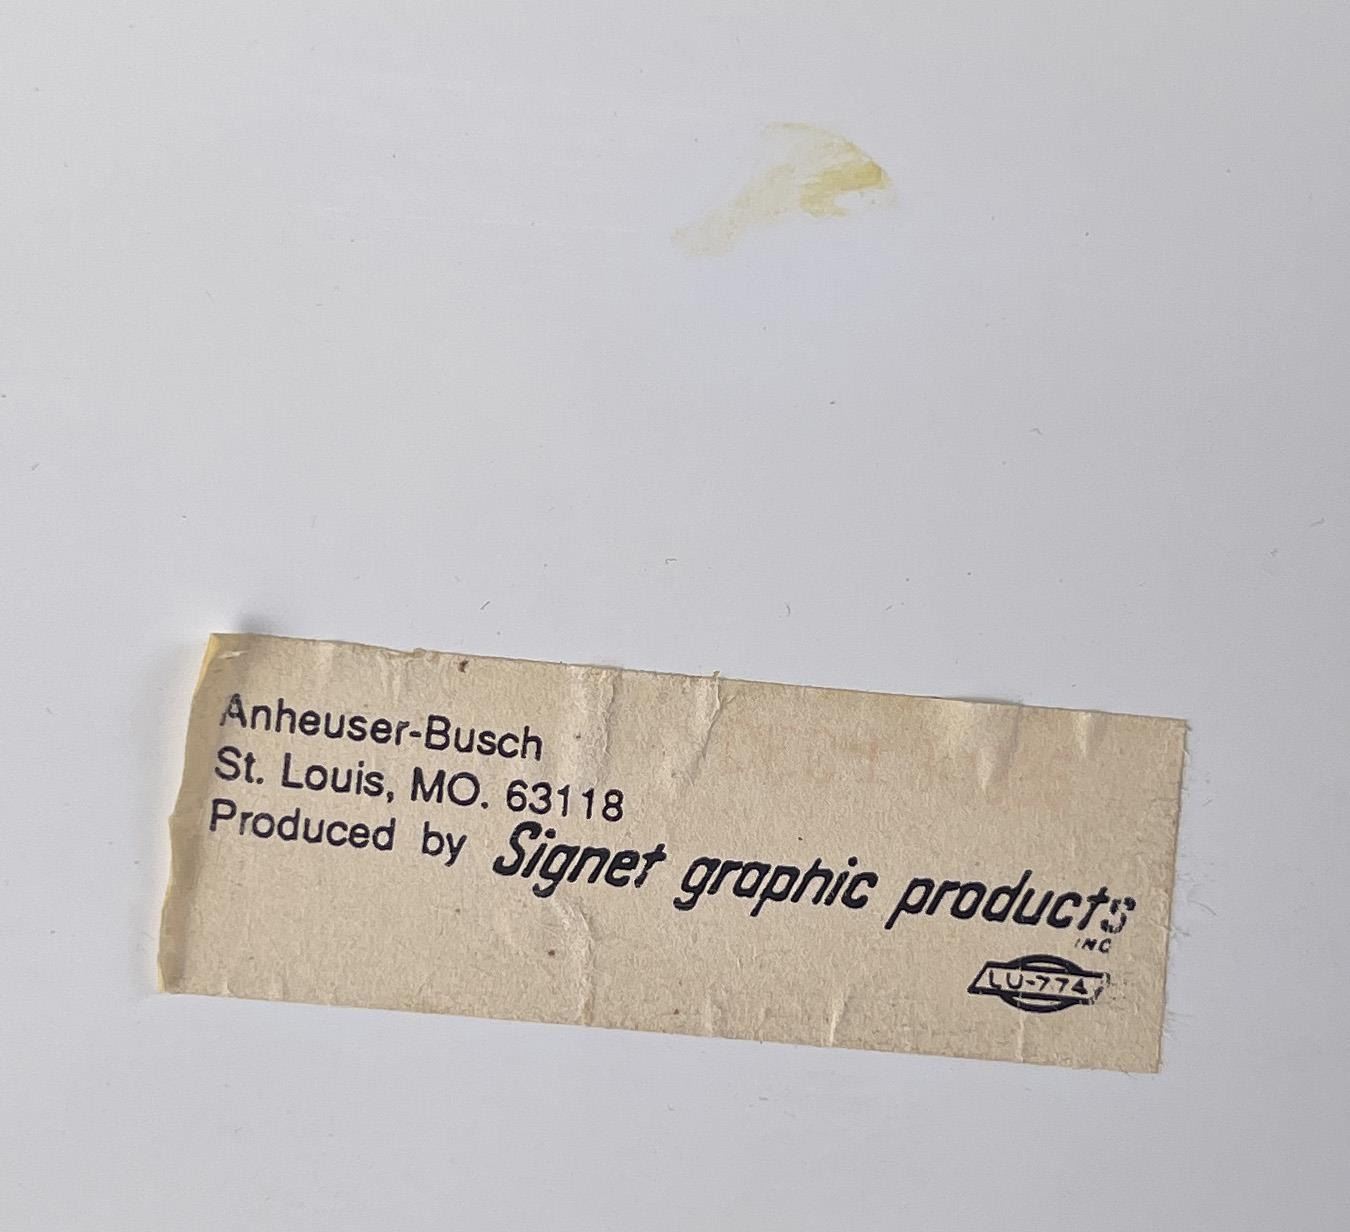 Anheuser-Busch
St. Louis, MO. 63118
Produced by Signet graphic products
INC
LU-774